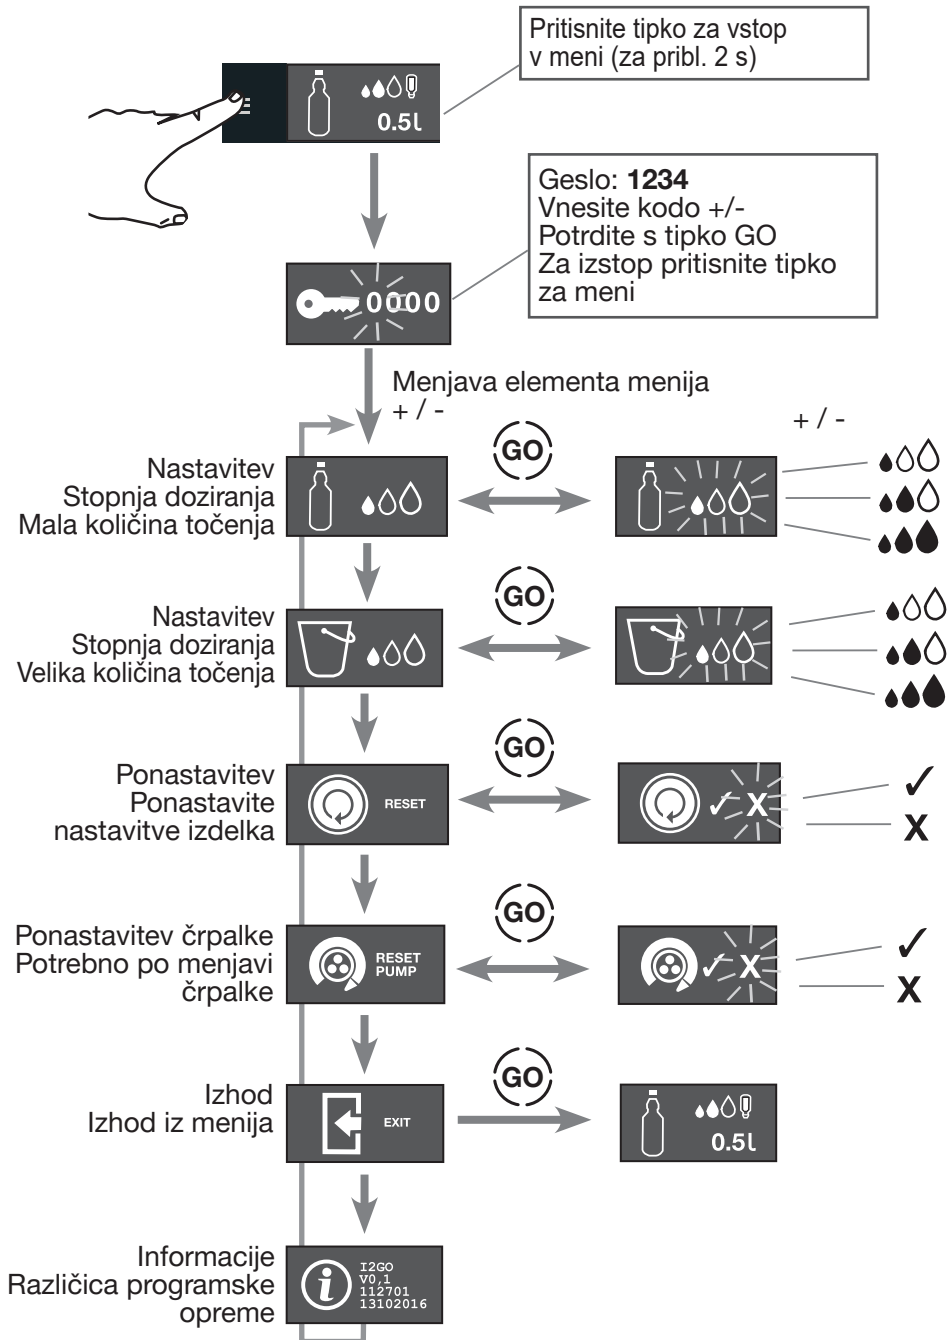 Pritisnite tipko za vstop
v meni (za pribl. 2 s)
0.5l
Geslo: 1234
Vnesite kodo +/-
Potrdite s tipko GO
Za izstop pritisnite tipko
za meni
0000
Menjava elementa menija
+ / -
+ / -
GO
Nastavitev
Stopnja doziranja
Mala količina točenja
GO
Nastavitev
Stopnja doziranja
Velika količina točenja
GO
Ponastavitev
Ponastavite
nastavitve izdelka
RESET
X
X
GO
Ponastavitev črpalke
Potrebno po menjavi
črpalke
RESET
PUMP
X
X
GO
Izhod
Izhod iz menija
EXIT
0.5l
Informacije
Različica programske
opreme
i
I2GO
V0,1
112701
13102016